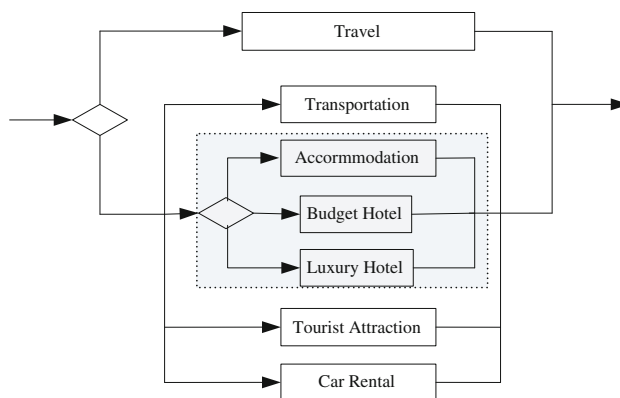 Travel
Transportation
Accormmodation
Budget Hotel
Luxury Hotel
Tourist Attraction
Car Rental